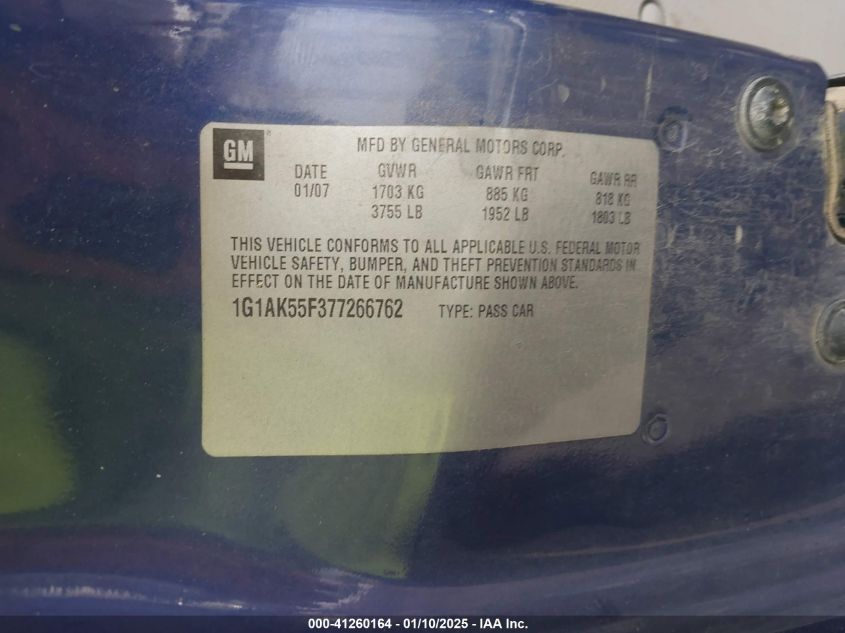 GM
MFD BY GENERAL MOTORS CORP.
DATE GVWR GAWR FRT GAWR RR
01/07 1703 KG 885 KG 818 KG
3755 LB 1952 LB 1803 LB
THIS VEHICLE CONFORMS TO ALL APPLICABLE U.S. FEDERAL MOTOR
VEHICLE SAFETY, BUMPER, AND THEFT PREVENTION STANDARDS IN
EFFECT ON THE DATE OF MANUFACTURE SHOWN ABOVE.
1G1AK55F377266762 TYPE: PASS CAR
000-41260164 - 01/10/2025 - IAA Inc.